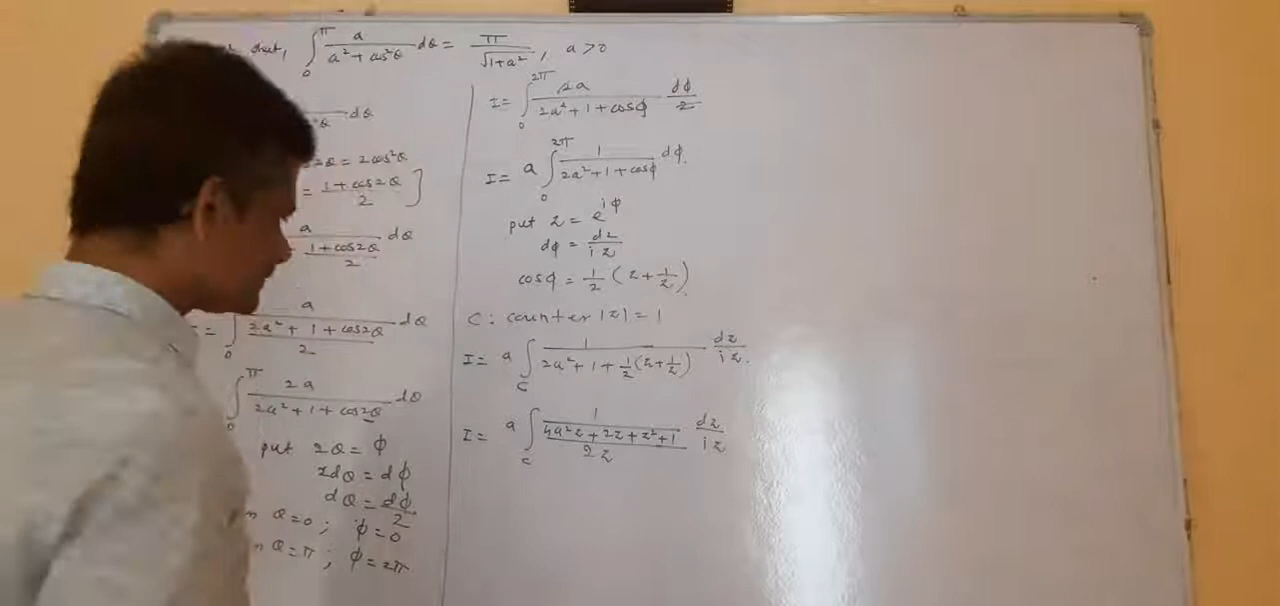 that, ∫₀^π a/(a²+cos²θ) dθ = π/√(1+a²), a>0
dθ
= 2cos²θ
= (1+cos2θ)/2 ]
a/((1+cos2θ)/2) dθ
= ∫₀ a/((2a²+1+cos2θ)/2) dθ
∫₀^π 2a/(2a²+1+cos2θ) dθ
put 2θ = ϕ
2dθ = dϕ
dθ = dϕ/2
θ=0; ϕ=0
θ=π; ϕ=2π
I = ∫₀^2π 2a/(2a²+1+cosϕ) dϕ/2
I = a ∫₀^2π 1/(2a²+1+cosϕ) dϕ.
put z = e^iϕ
dϕ = dz/iz
cosϕ = 1/2 (z+1/z).
C: counter |z| = 1
I = a ∫_C 1/(2a²+1+1/2(z+1/z)) dz/iz.
I = a ∫_C 1/((4a²z+2z+z²+1)/2z) dz/iz